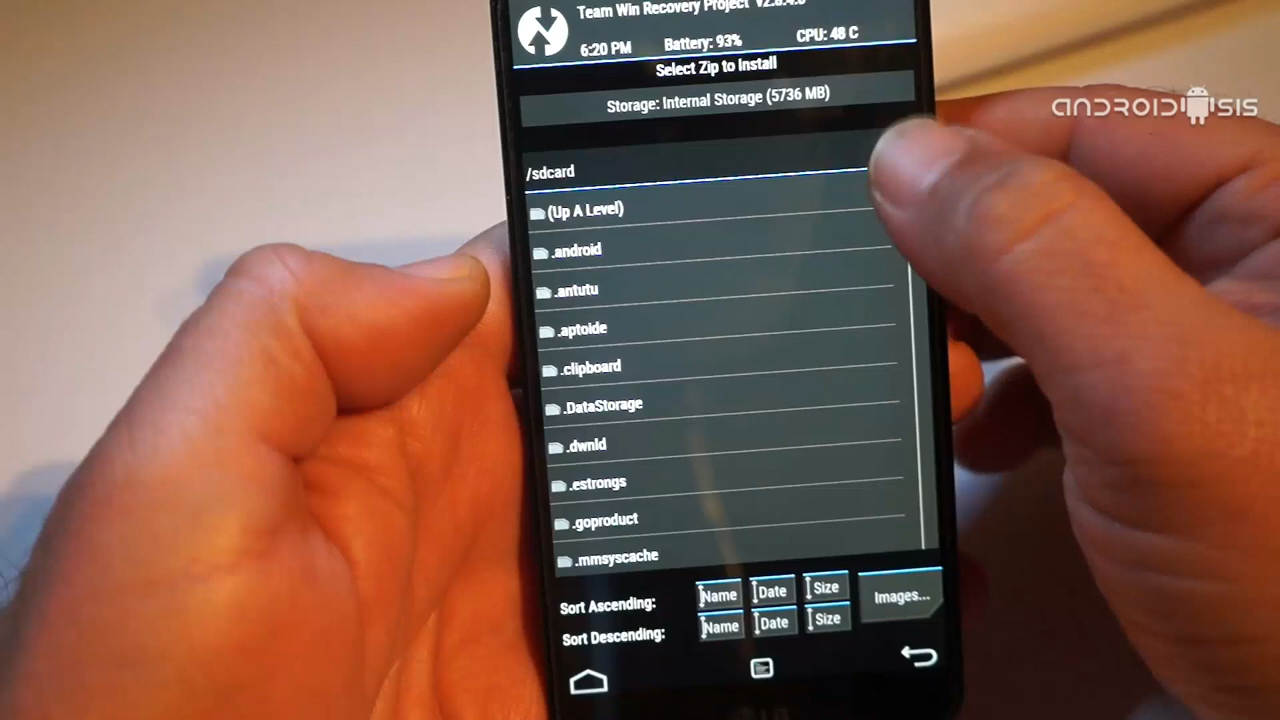 Team Win Recovery Project
6:20 PM Battery: 93% CPU: 48 C
Select Zip to Install
Storage: Internal Storage (5736 MB)
ANDROIDSIS
/sdcard
(Up A Level)
.android
.antutu
.aptoide
.clipboard
.DataStorage
.dwnld
.estrongs
.goproduct
.mmsyscache
Sort Ascending: Name Date Size
Images...
Sort Descending: Name Date Size